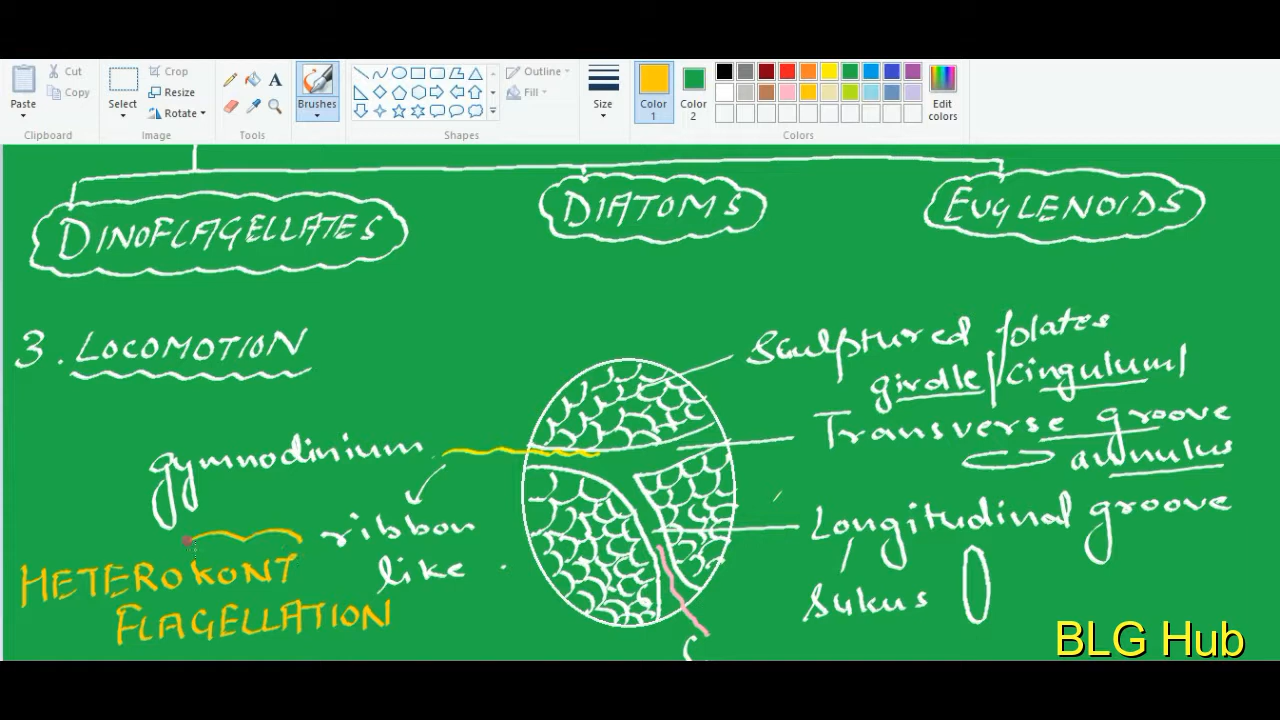 Paste
Cut
Copy
Clipboard
Select
Crop
Resize
Rotate
Image
A
Tools
Brushes
Shapes
Outline
Fill
Size
Color 1
Color 2
Edit colors
Colors
DINOFLAGELLATES
DIATOMS
EUGLENOIDS
3. LOCOMOTION
Sculptured plates
girdle/cingulum/
Transverse groove
annulus
gymnodinium
ribbon like
Longitudinal groove
Sulkus
HETEROKONT
FLAGELLATION
BLG Hub